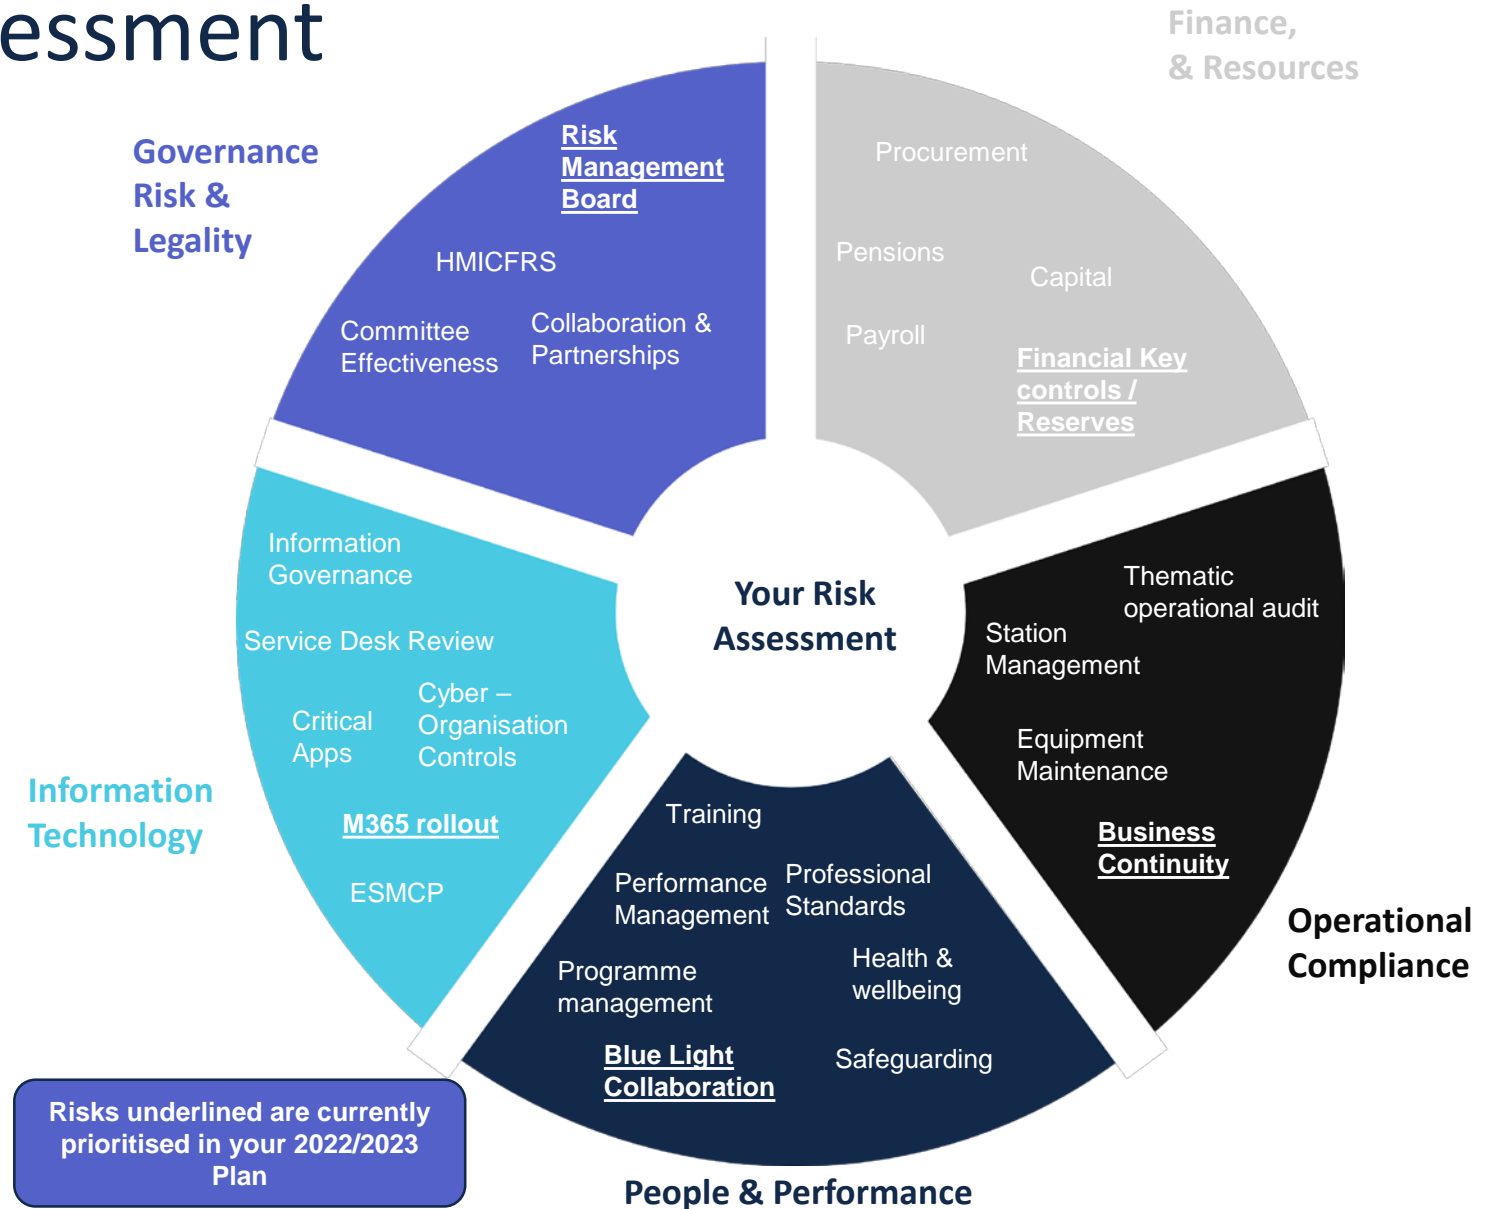 essment
Finance,
& Resources
Governance
Risk &
Legality
Risk
Management
Board
HMICFRS
Committee
Effectiveness
Collaboration &
Partnerships
Procurement
Pensions
Capital
Payroll
Financial Key
controls /
Reserves
Information
Governance
Service Desk Review
Critical
Apps
Cyber –
Organisation
Controls
M365 rollout
ESMCP
Information
Technology
Your Risk
Assessment
Thematic
operational audit
Station
Management
Equipment
Maintenance
Business
Continuity
Operational
Compliance
Training
Performance
Management
Professional
Standards
Programme
management
Health &
wellbeing
Blue Light
Collaboration
Safeguarding
People & Performance
Risks underlined are currently
prioritised in your 2022/2023
Plan